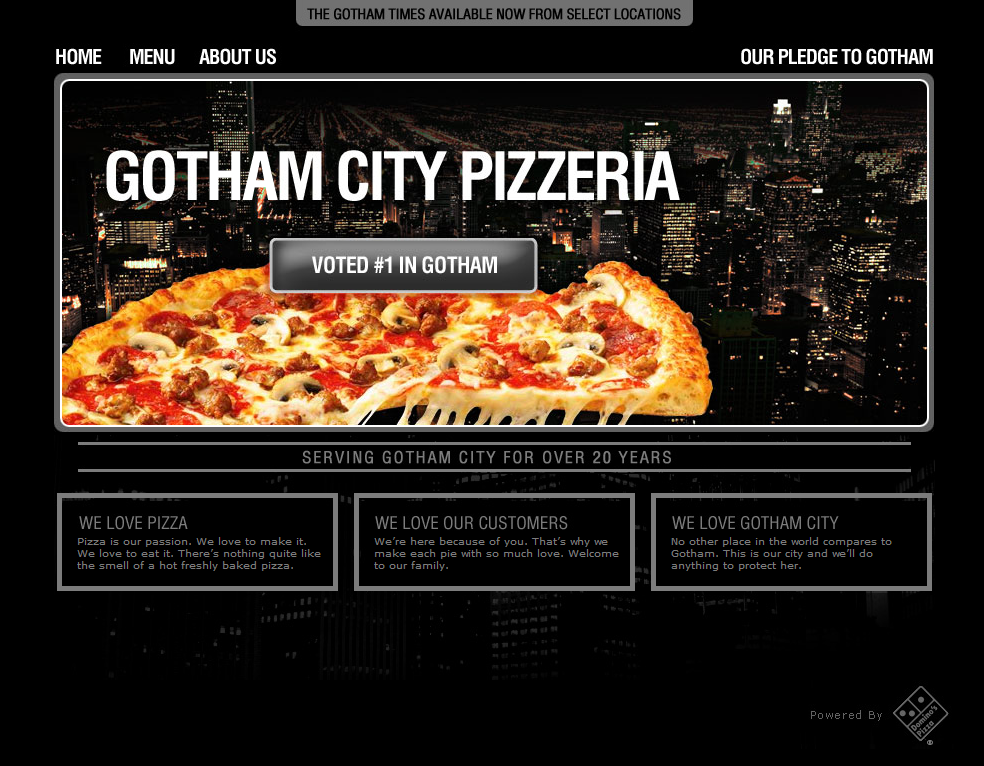 THE GOTHAM TIMES AVAILABLE NOW FROM SELECT LOCATIONS
HOME MENU ABOUT US OUR PLEDGE TO GOTHAM
GOTHAM CITY PIZZERIA
VOTED #1 IN GOTHAM
SERVING GOTHAM CITY FOR OVER 20 YEARS
WE LOVE PIZZA
Pizza is our passion. We love to make it.
We love to eat it. There's nothing quite like
the smell of a hot freshly baked pizza.
WE LOVE OUR CUSTOMERS
We're here because of you. That's why we
make each pie with so much love. Welcome
to our family.
WE LOVE GOTHAM CITY
No other place in the world compares to
Gotham. This is our city and we'll do
anything to protect her.
Powered By
Domino's
Pizza
®